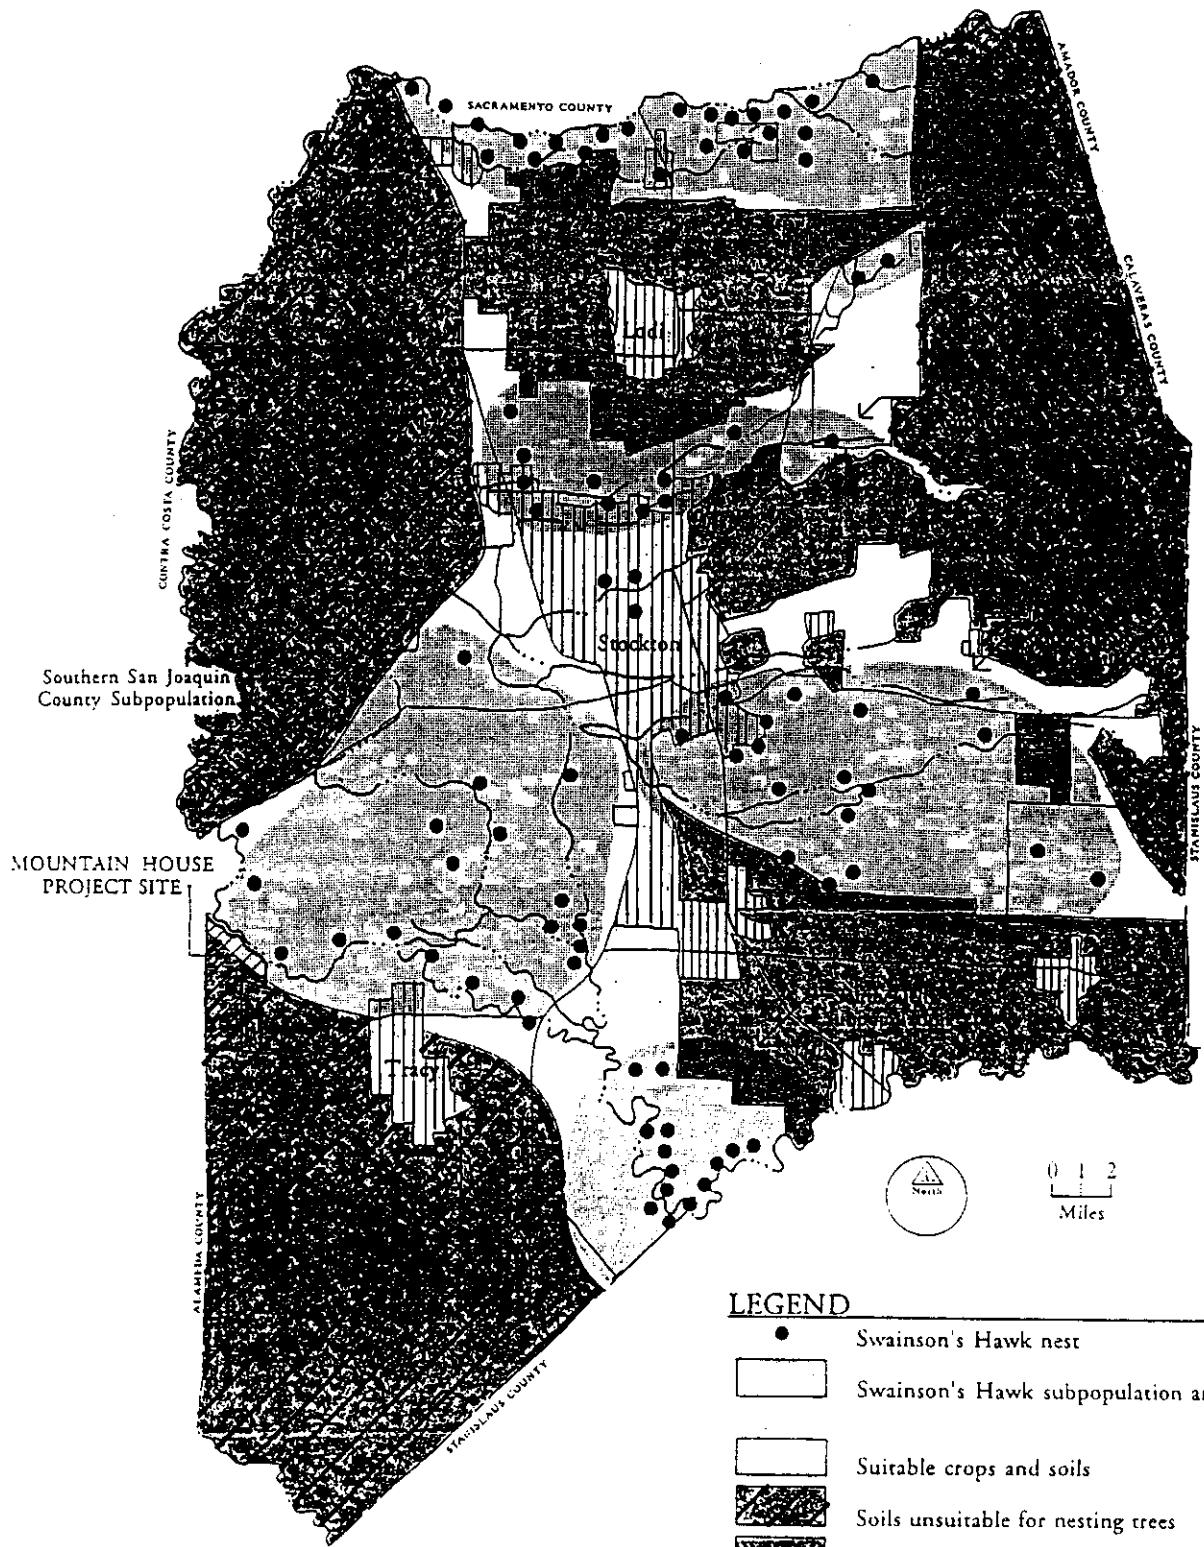 SACRAMENTO COUNTY
AMADOR COUNTY
CALAVERAS COUNTY
Lodi
CONTRA COSTA COUNTY
Stockton
Southern San Joaquin
County Subpopulation
STANISLAUS COUNTY
MOUNTAIN HOUSE
PROJECT SITE
Tracy
North
0 1 2
Miles
ALAMEDA COUNTY
STANISLAUS COUNTY
LEGEND
Swainson's Hawk nest
Swainson's Hawk subpopulation
Suitable crops and soils
Soils unsuitable for nesting trees